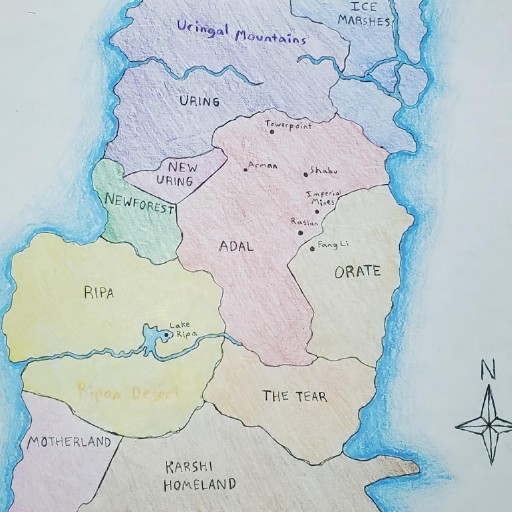 ICE
MARSHES
Uringal Mountains
URING
Towerpoint
NEW
URING
Arman
Shabu
Imperial
Mines
NEWFOREST
Ruslan
Fang Li
ADAL
ORATE
RIPA
Lake
Ripa
N
Ripan Desert
THE TEAR
MOTHERLAND
KARSHI
HOMELAND